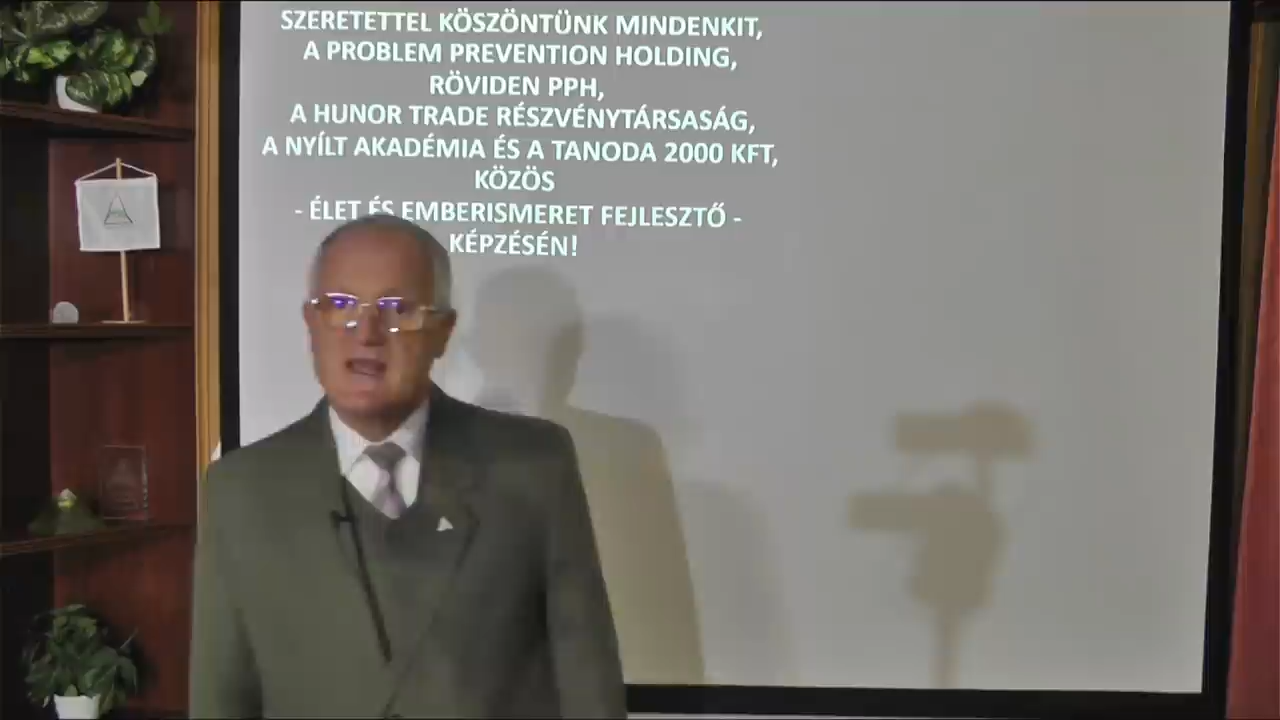 SZERETETTEL KÖSZÖNTÜNK MINDENKIT,
A PROBLEM PREVENTION HOLDING,
RÖVIDEN PPH,
A HUNOR TRADE RÉSZVÉNYTÁRSASÁG,
A NYÍLT AKADÉMIA ÉS A TANODA 2000 KFT,
KÖZÖS
- ÉLET ÉS EMBERISMERET FEJLESZTŐ -
KÉPZÉSÉN!